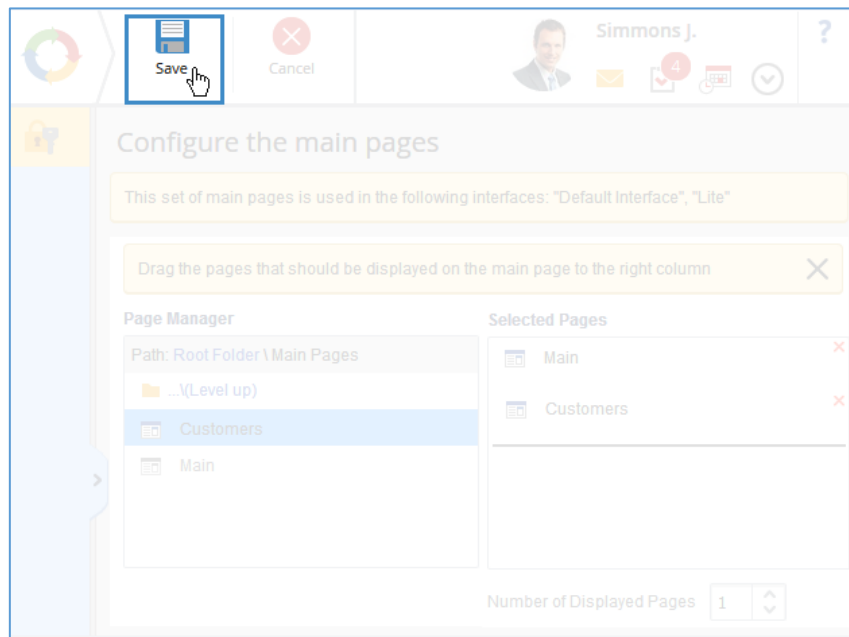 Save
Cancel
Simmons J.
?
4
Configure the main pages
This set of main pages is used in the following interfaces: "Default Interface", "Lite"
Drag the pages that should be displayed on the main page to the right column
Page Manager
Path: Root Folder \ Main Pages
...\(Level up)
Customers
Main
Selected Pages
Main
Customers
Number of Displayed Pages 1